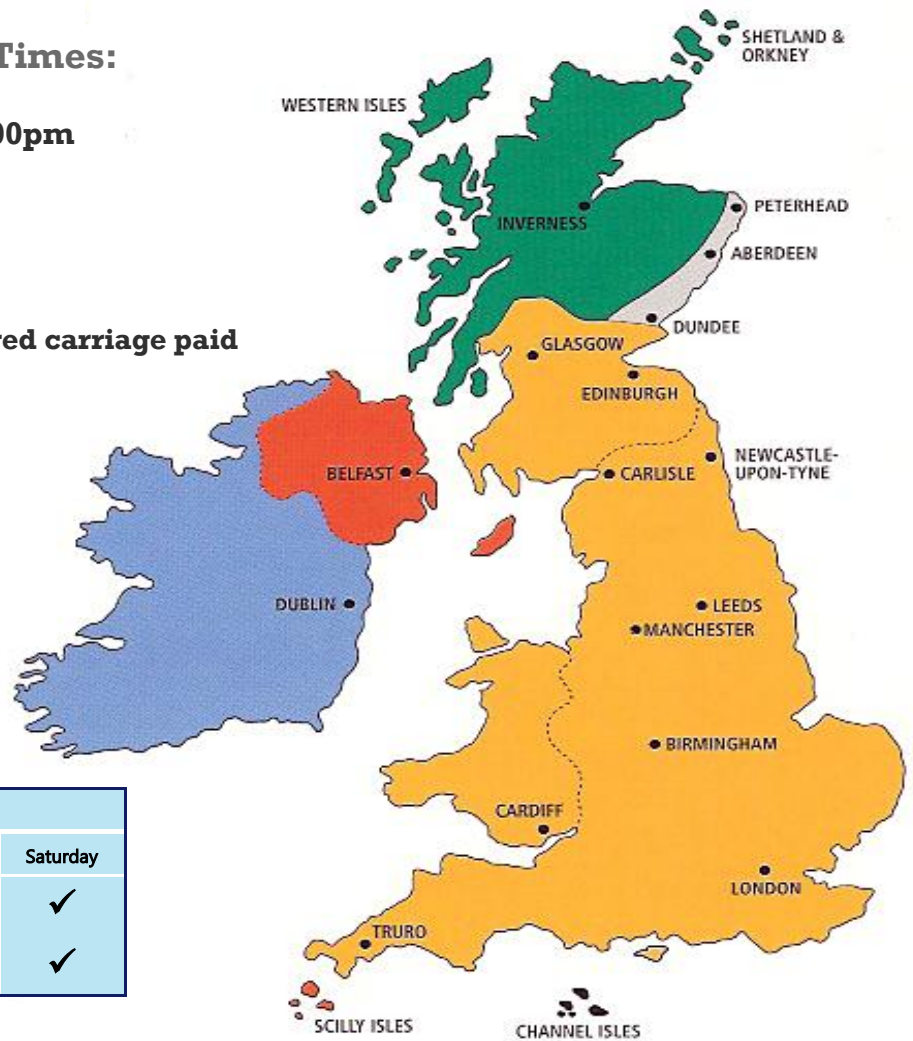 Times:
00pm
red carriage paid
SHETLAND &
ORKNEY
WESTERN ISLES
INVERNESS
PETERHEAD
ABERDEEN
DUNDEE
GLASGOW
EDINBURGH
NEWCASTLE-
UPON-TYNE
CARLISLE
BELFAST
DUBLIN
LEEDS
MANCHESTER
BIRMINGHAM
CARDIFF
LONDON
TRURO
SCILLY ISLES
CHANNEL ISLES
Saturday
✓
✓